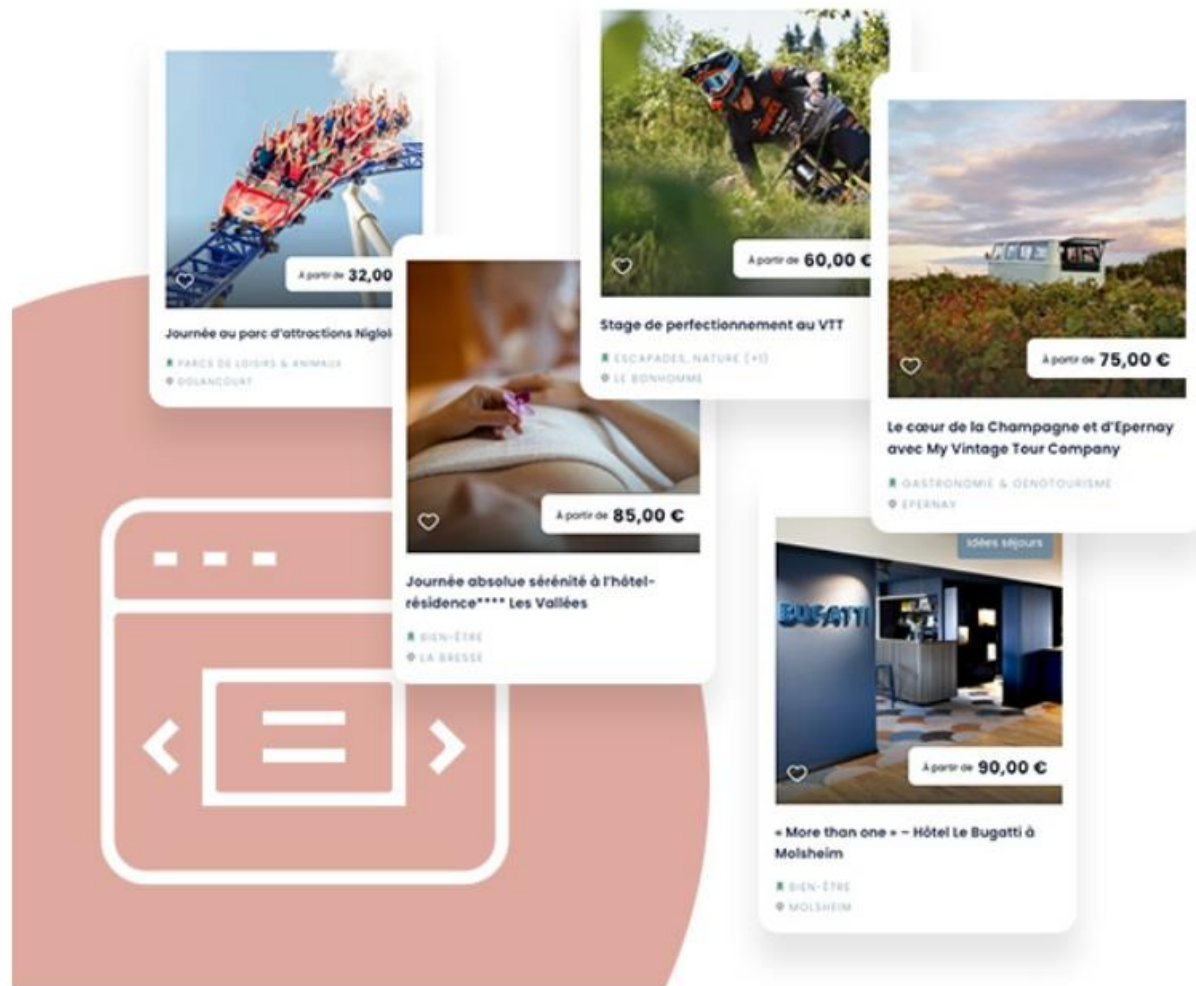 À partir de 32,00
Journée au parc d'attractions Niglol
PARCS DE LOISIRS & ANIMAUX
DOLANCOURT
À partir de 60,00 €
Stage de perfectionnement au VTT
ESCAPADES, NATURE (+1)
LE BONHOMME
À partir de 75,00 €
Le cœur de la Champagne et d'Epernay
avec My Vintage Tour Company
GASTRONOMIE & OENOTOURISME
EPERNAY
À partir de 85,00 €
Journée absolue sérénité à l'hôtel-
résidence**** Les Vallées
BIEN-ÊTRE
LA BRESSE
Idées séjours
BUGATTI
À partir de 90,00 €
« More than one » – Hôtel Le Bugatti à
Molsheim
BIEN-ÊTRE
MOLSHEIM